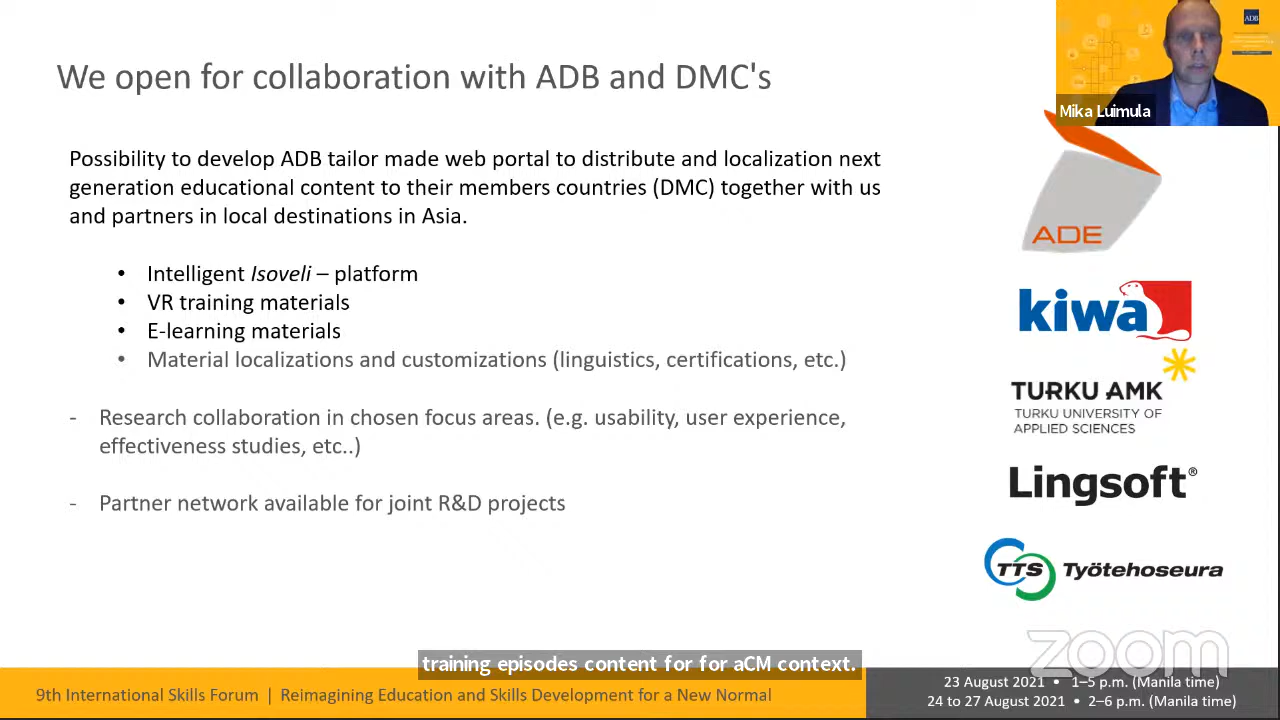 We open for collaboration with ADB and DMC's
ADB
Mika Luimula
Possibility to develop ADB tailor made web portal to distribute and localization next
generation educational content to their members countries (DMC) together with us
and partners in local destinations in Asia.
• Intelligent Isoveli – platform
• VR training materials
• E-learning materials
• Material localizations and customizations (linguistics, certifications, etc.)
- Research collaboration in chosen focus areas. (e.g. usability, user experience,
effectiveness studies, etc..)
- Partner network available for joint R&D projects
ADE
kiwa
TURKU AMK
TURKU UNIVERSITY OF
APPLIED SCIENCES
Lingsoft®
TTS Työtehoseura
zoom
training episodes content for for aCM context.
9th International Skills Forum | Reimagining Education and Skills Development for a New Normal
23 August 2021 • 1–5 p.m. (Manila time)
24 to 27 August 2021 • 2–6 p.m. (Manila time)